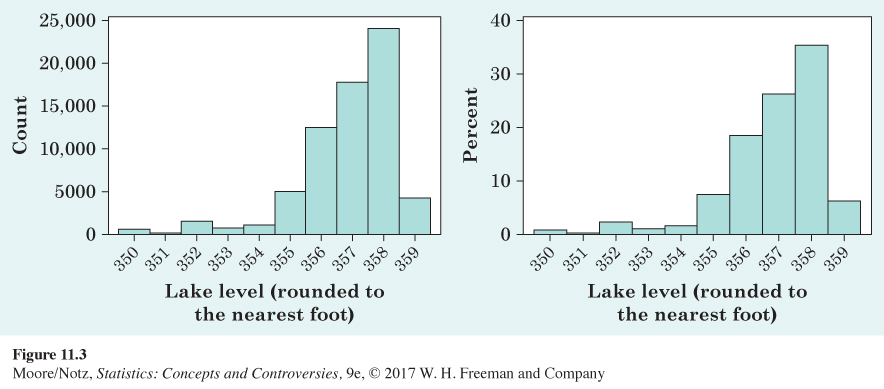 25,000
20,000
15,000
10,000
5000
0
Count
350 351 352 353 354 355 356 357 358 359
Lake level (rounded to
the nearest foot)
40
30
20
10
0
Percent
350 351 352 353 354 355 356 357 358 359
Lake level (rounded to
the nearest foot)
Figure 11.3
Moore/Notz, Statistics: Concepts and Controversies, 9e, © 2017 W. H. Freeman and Company